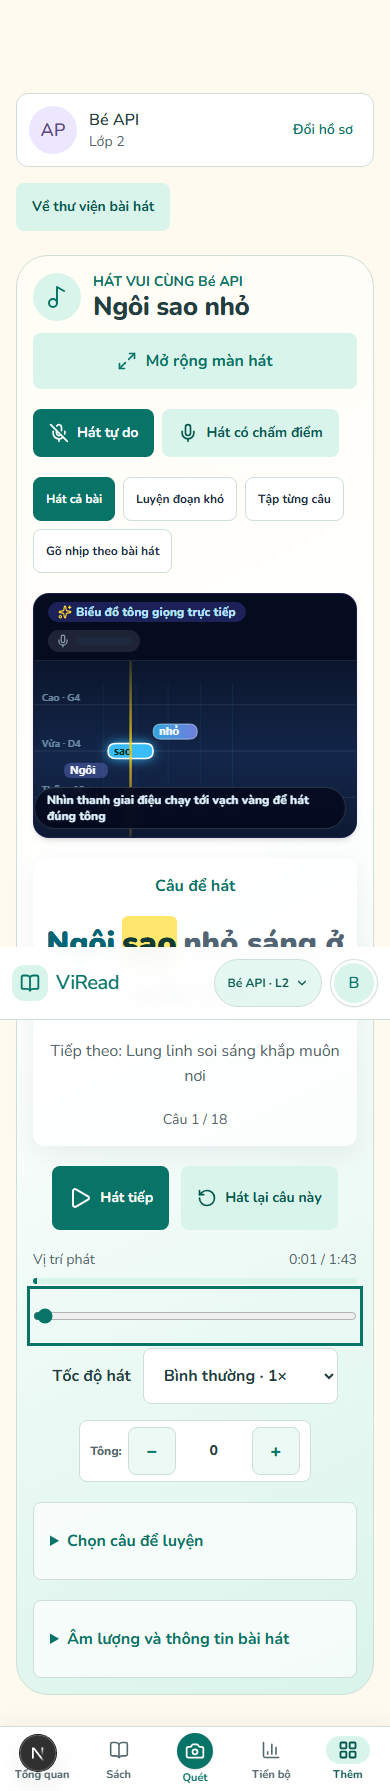 AP
Bé API
Lớp 2
Đổi hồ sơ
Về thư viện bài hát
HÁT VUI CÙNG Bé API
Ngôi sao nhỏ
Mở rộng màn hát
Hát tự do
Hát có chấm điểm
Hát cả bài
Luyện đoạn khó
Tập từng câu
Gõ nhịp theo bài hát
Biểu đồ tông giọng trực tiếp
Cao · G4
Vừa · D4
nhỏ
sao
Ngôi
Nhìn thanh giai điệu chạy tới vạch vàng để hát
đúng tông
Câu để hát
Ngôi sao nhỏ sáng ở
ViRead
Bé API · L2
B
Tiếp theo: Lung linh soi sáng khắp muôn
nơi
Câu 1 / 18
Hát tiếp
Hát lại câu này
Vị trí phát
0:01 / 1:43
Tốc độ hát
Bình thường · 1×
Tông:
−
0
+
Chọn câu để luyện
Âm lượng và thông tin bài hát
N
Tổng quan
Sách
Quét
Tiến bộ
Thêm